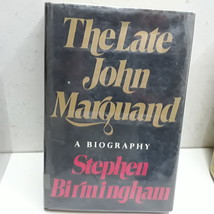 The Late
John
Marquand
A BIOGRAPHY
Stephen
Birmingham